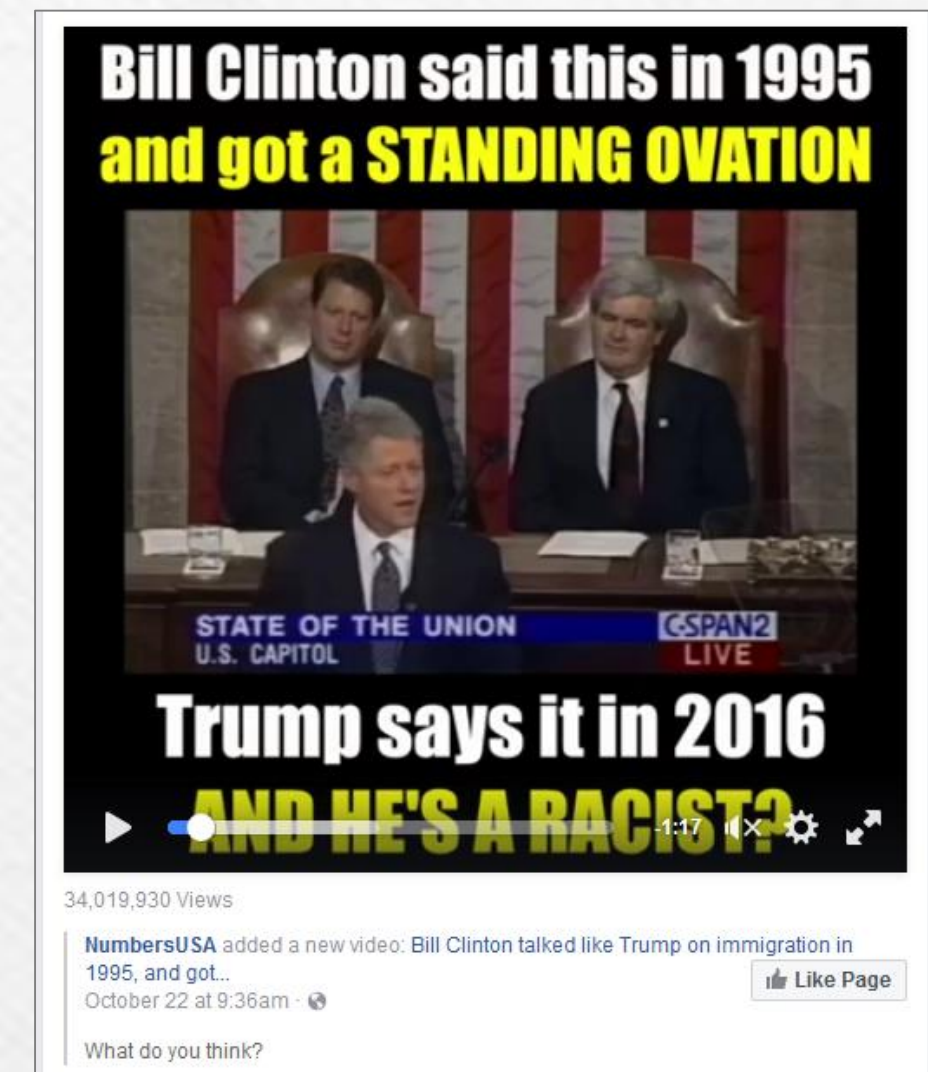 Bill Clinton said this in 1995
and got a STANDING OVATION
STATE OF THE UNION
C-SPAN2
U.S. CAPITOL
LIVE
Trump says it in 2016
AND HE'S A RACIST?
-1:17
34,019,930 Views
NumbersUSA added a new video: Bill Clinton talked like Trump on immigration in
1995, and got...
Like Page
October 22 at 9:36am ·
What do you think?